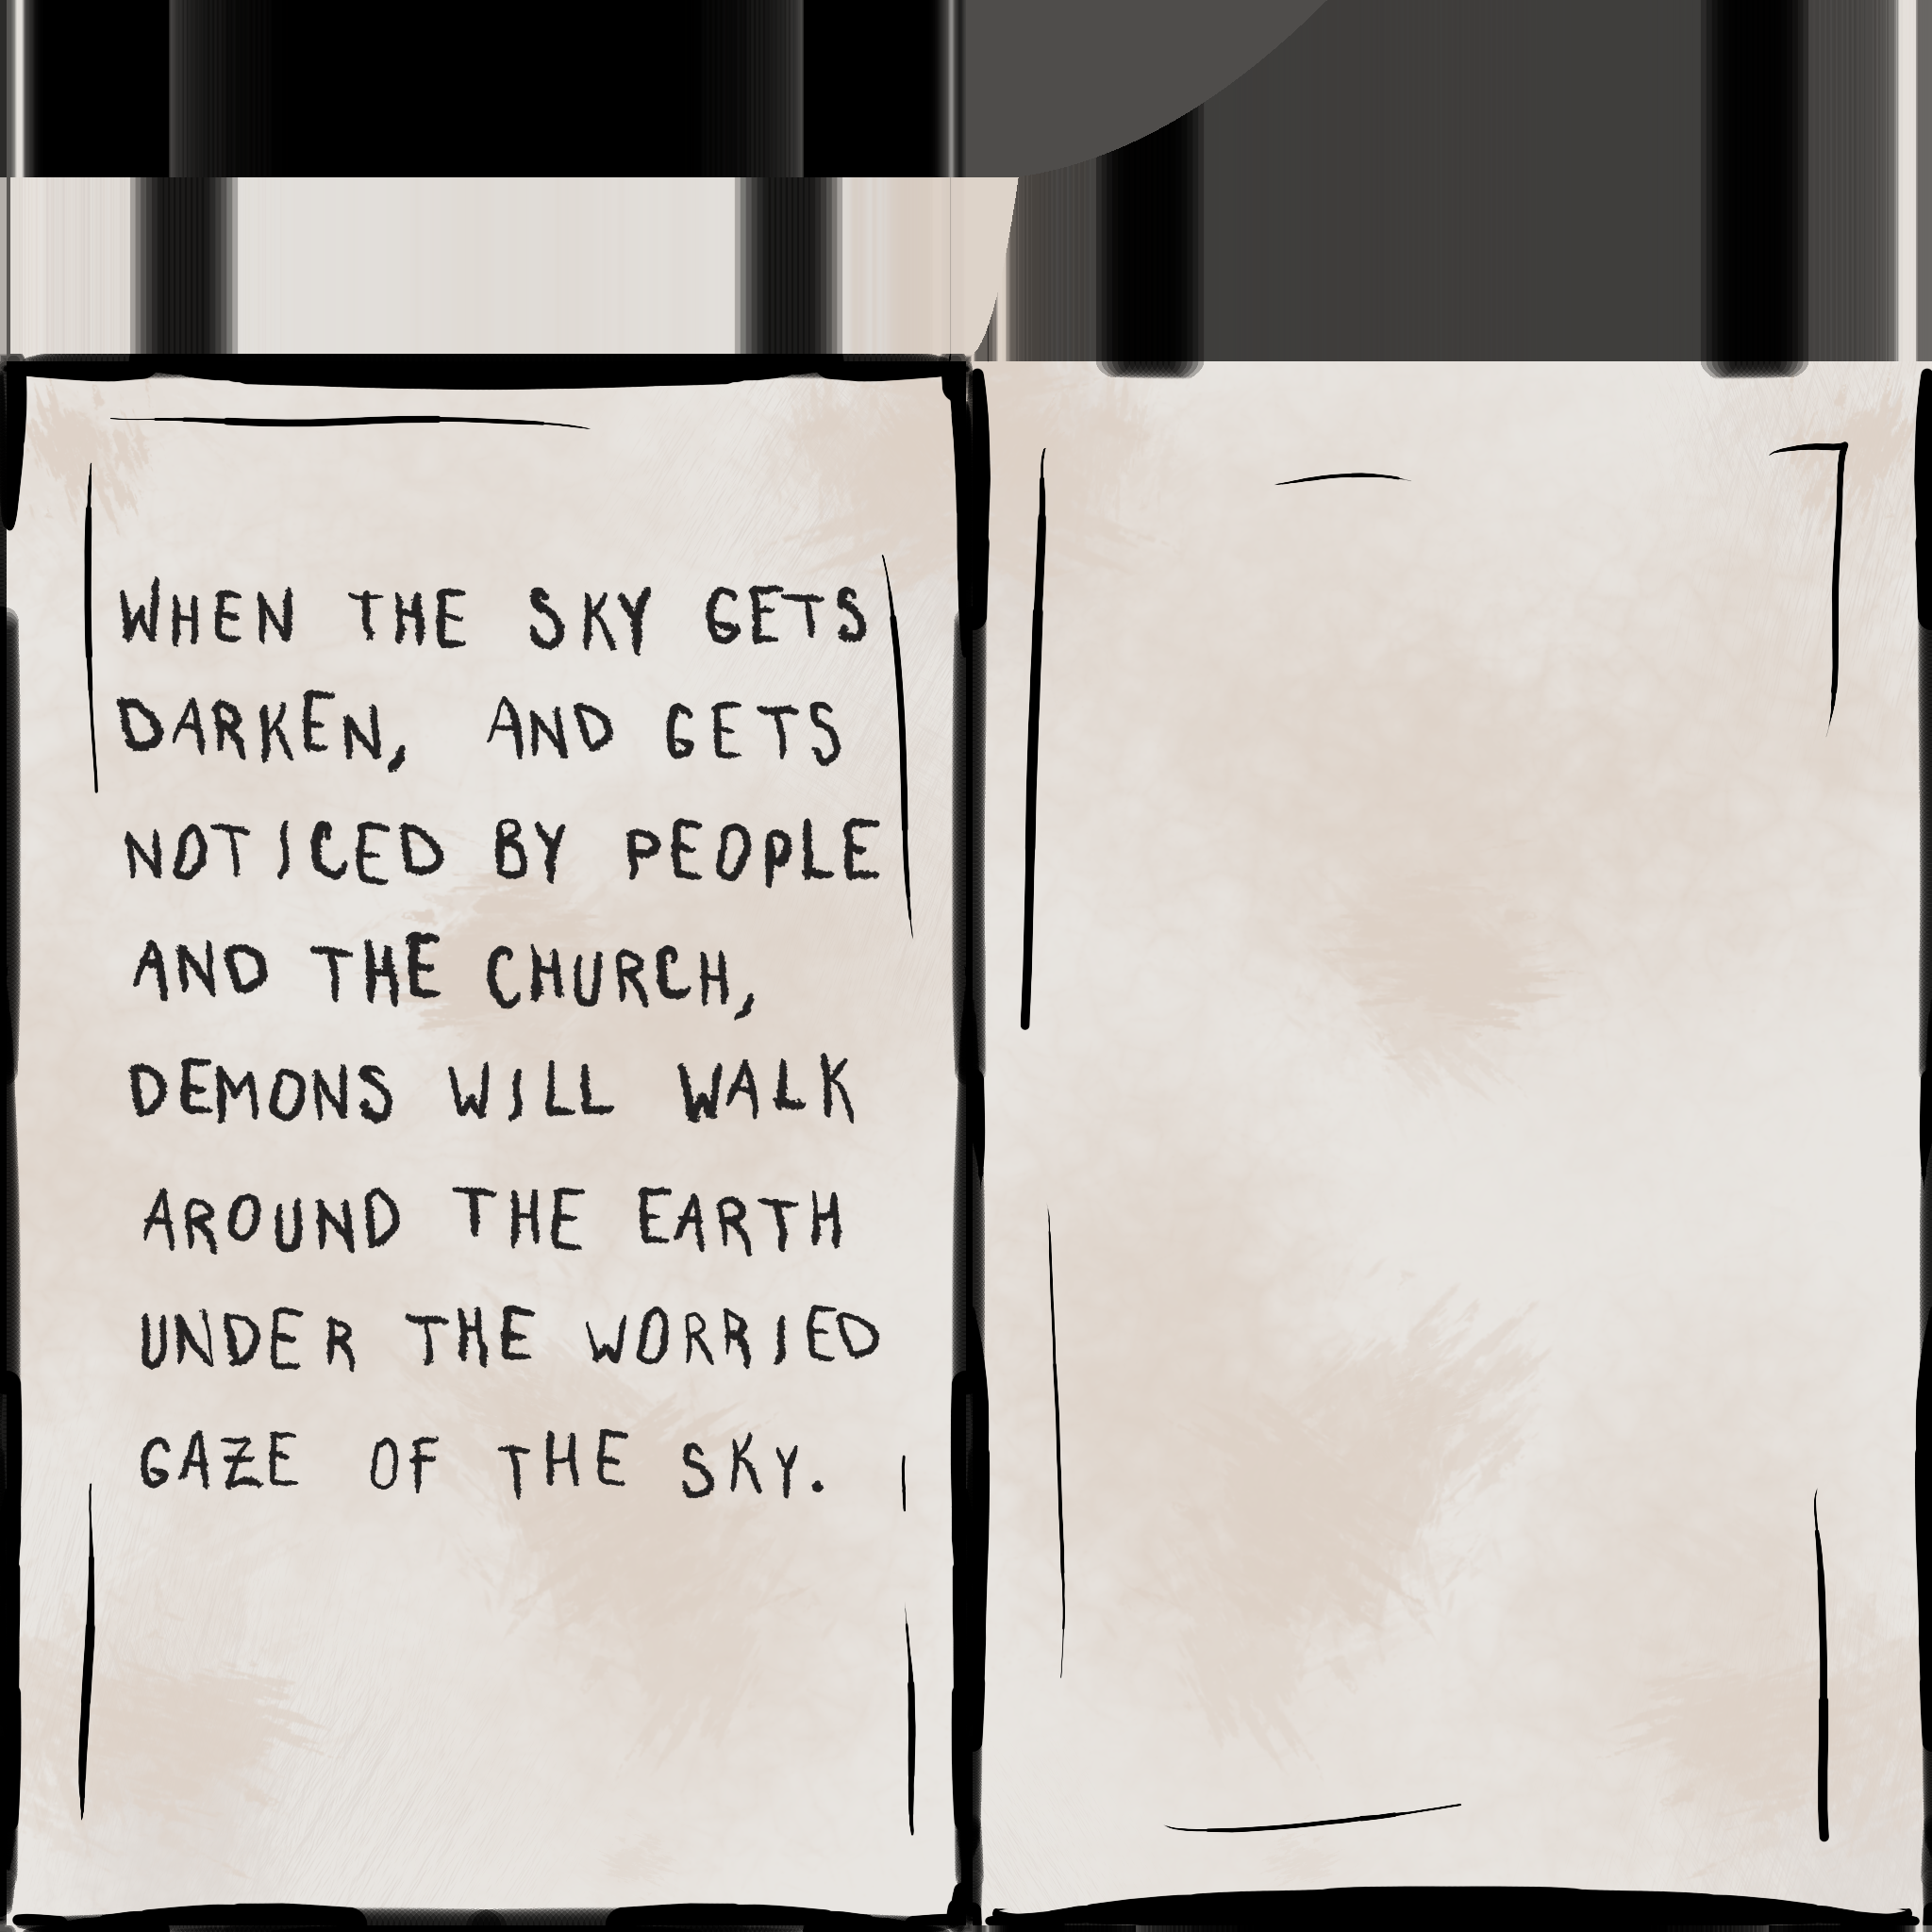 WHEN THE SKY GETS
DARKEN, AND GETS
NOTICED BY PEOPLE
AND THE CHURCH,
DEMONS WILL WALK
AROUND THE EARTH
UNDER THE WORRIED
GAZE OF THE SKY.